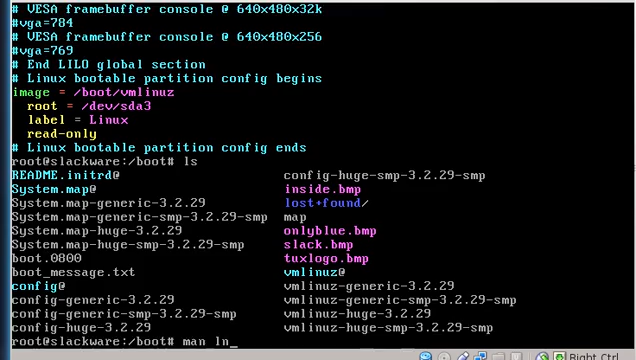 # VESA framebuffer console @ 640x480x32k
#vga=784
# VESA framebuffer console @ 640x480x256
#vga=769
# End LILO global section
# Linux bootable partition config begins
image = /boot/vmlinuz
  root = /dev/sda3
  label = Linux
  read-only
# Linux bootable partition config ends
root@slackware:/boot# ls
README.initrd@ config-huge-smp-3.2.29-smp
System.map@ inside.bmp
System.map-generic-3.2.29 lost+found/
System.map-generic-smp-3.2.29-smp map
System.map-huge-3.2.29 onlyblue.bmp
System.map-huge-smp-3.2.29-smp slack.bmp
boot.0800 tuxlogo.bmp
boot_message.txt vmlinuz@
config@ vmlinuz-generic-3.2.29
config-generic-3.2.29 vmlinuz-generic-smp-3.2.29-smp
config-generic-smp-3.2.29-smp vmlinuz-huge-3.2.29
config-huge-3.2.29 vmlinuz-huge-smp-3.2.29-smp
root@slackware:/boot# man ln_
Right Ctrl